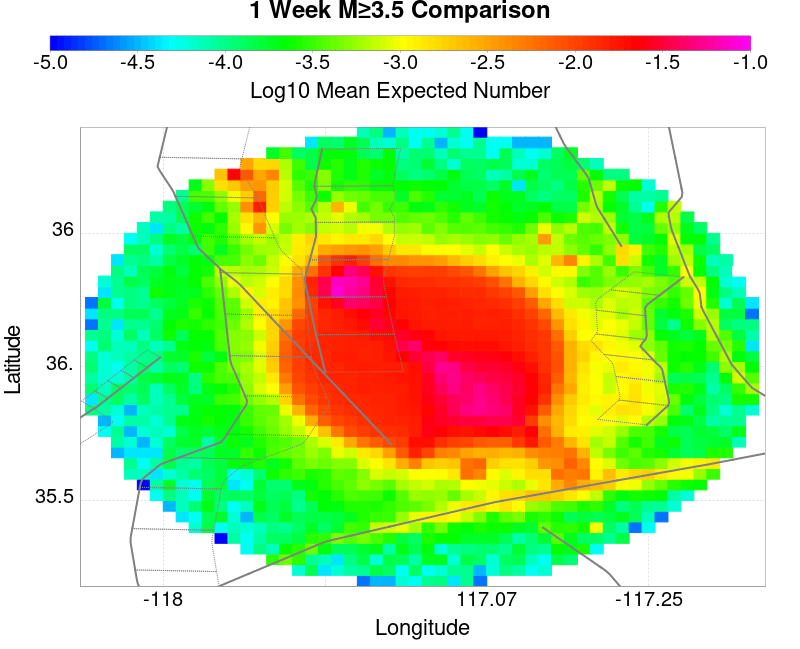 1 Week M≥3.5 Comparison
-5.0 -4.5 -4.0 -3.5 -3.0 -2.5 -2.0 -1.5 -1.0
Log10 Mean Expected Number
36
36.
35.5
Latitude
-118 117.07 -117.25
Longitude